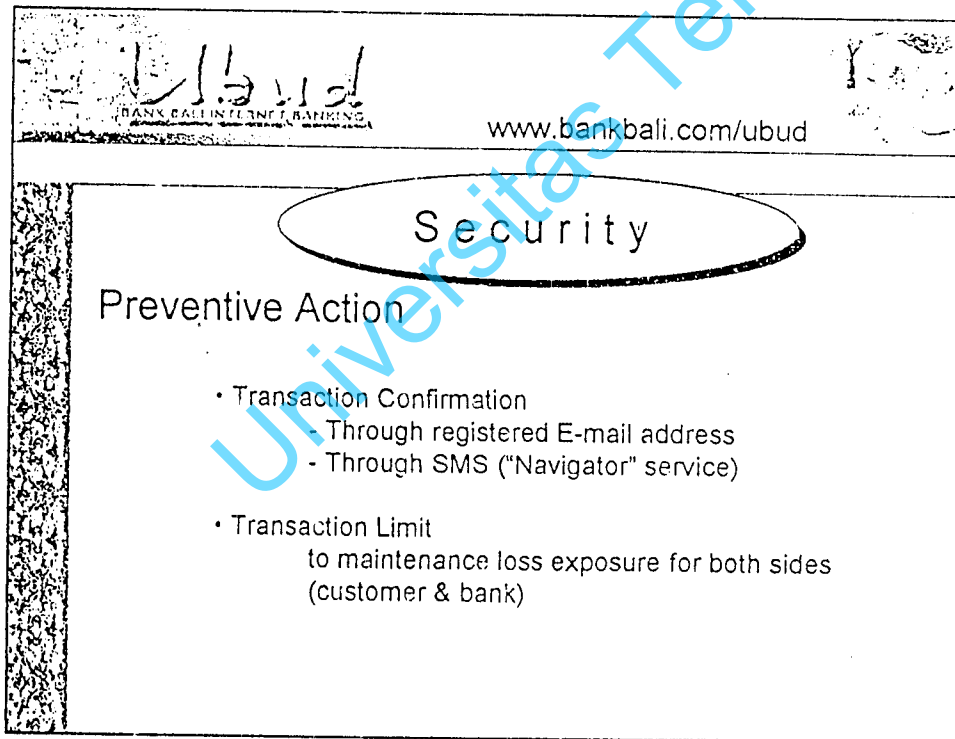 Ubud
BANK BALI INTERNET BANKING
www.bankbali.com/ubud
Security
Preventive Action
• Transaction Confirmation
- Through registered E-mail address
- Through SMS ("Navigator" service)
• Transaction Limit
to maintenance loss exposure for both sides
(customer & bank)
Universitas Ter